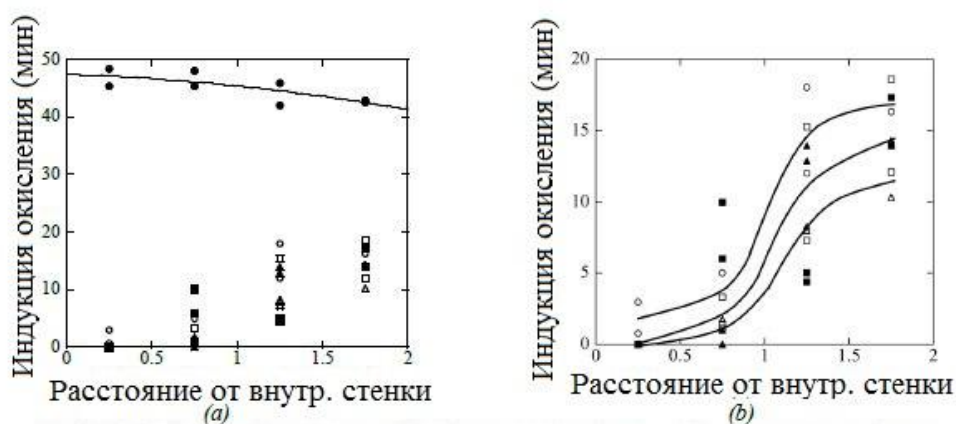 Индукция окисления (мин)
50
40
30
20
10
0
0 0.5 1 1.5 2
Расстояние от внутр. стенки
(a)
Индукция окисления (мин)
20
15
10
5
0
0 0.5 1 1.5 2
Расстояние от внутр. стенки
(b)